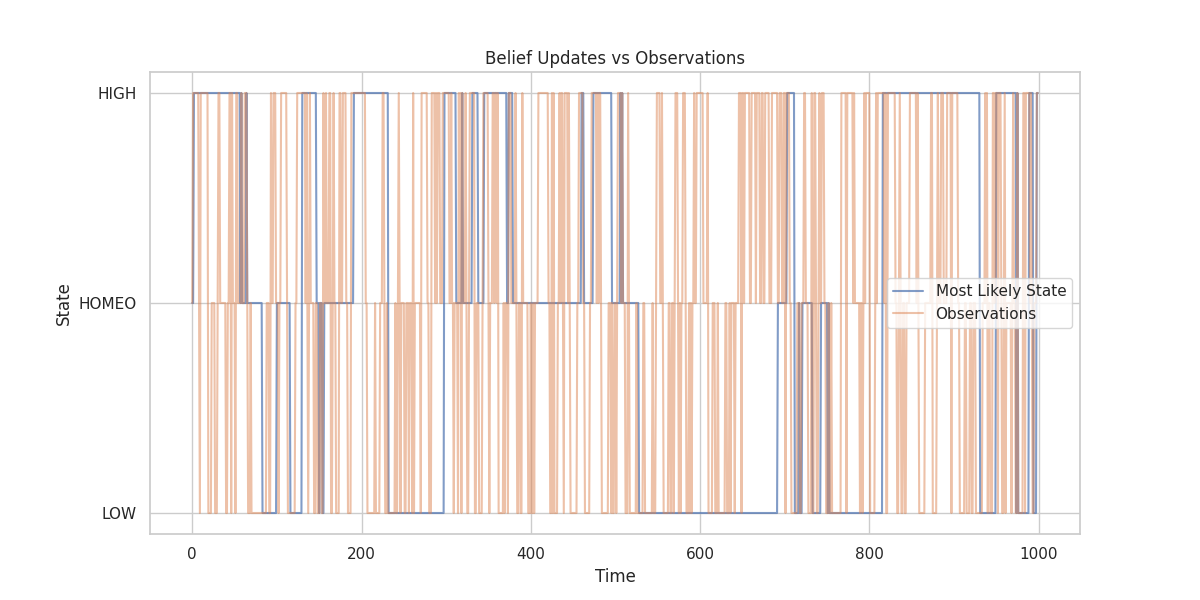 Belief Updates vs Observations
HIGH
HOMEO
LOW
State
Most Likely State
Observations
0
200
400
600
800
1000
Time